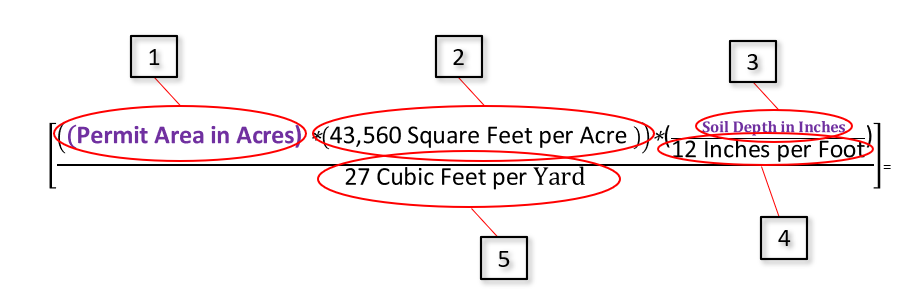 1 2 3
[((Permit Area in Acres) *(43,560 Square Feet per Acre )) *(Soil Depth in Inches
12 Inches per Foot)] =
27 Cubic Feet per Yard
4
5